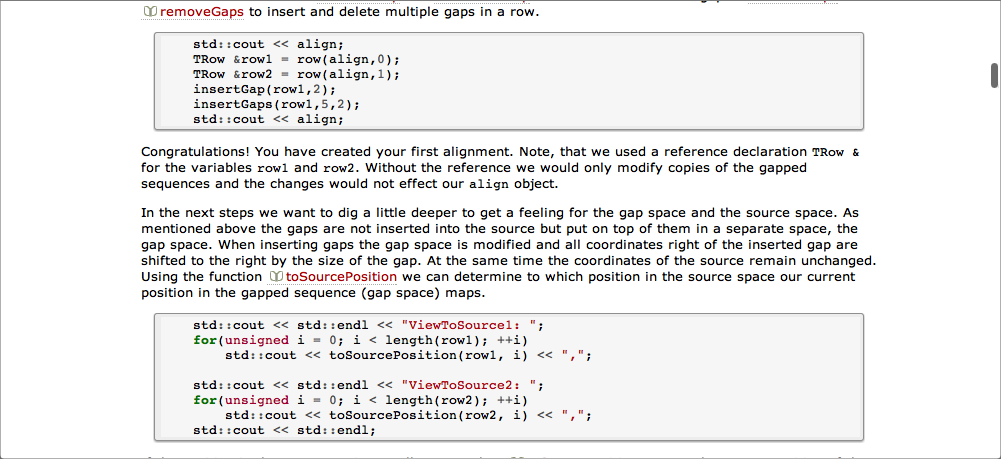 removeGaps to insert and delete multiple gaps in a row.
std::cout << align;
TRow &row1 = row(align,0);
TRow &row2 = row(align,1);
insertGap(row1,2);
insertGaps(row1,5,2);
std::cout << align;
Congratulations! You have created your first alignment. Note, that we used a reference declaration TRow &
for the variables row1 and row2. Without the reference we would only modify copies of the gapped
sequences and the changes would not effect our align object.
In the next steps we want to dig a little deeper to get a feeling for the gap space and the source space. As
mentioned above the gaps are not inserted into the source but put on top of them in a separate space, the
gap space. When inserting gaps the gap space is modified and all coordinates right of the inserted gap are
shifted to the right by the size of the gap. At the same time the coordinates of the source remain unchanged.
Using the function toSourcePosition we can determine to which position in the source space our current
position in the gapped sequence (gap space) maps.
std::cout << std::endl << "ViewToSource1: ";
for(unsigned i = 0; i < length(row1); ++i)
std::cout << toSourcePosition(row1, i) << ",";
std::cout << std::endl << "ViewToSource2: ";
for(unsigned i = 0; i < length(row2); ++i)
std::cout << toSourcePosition(row2, i) << ",";
std::cout << std::endl;